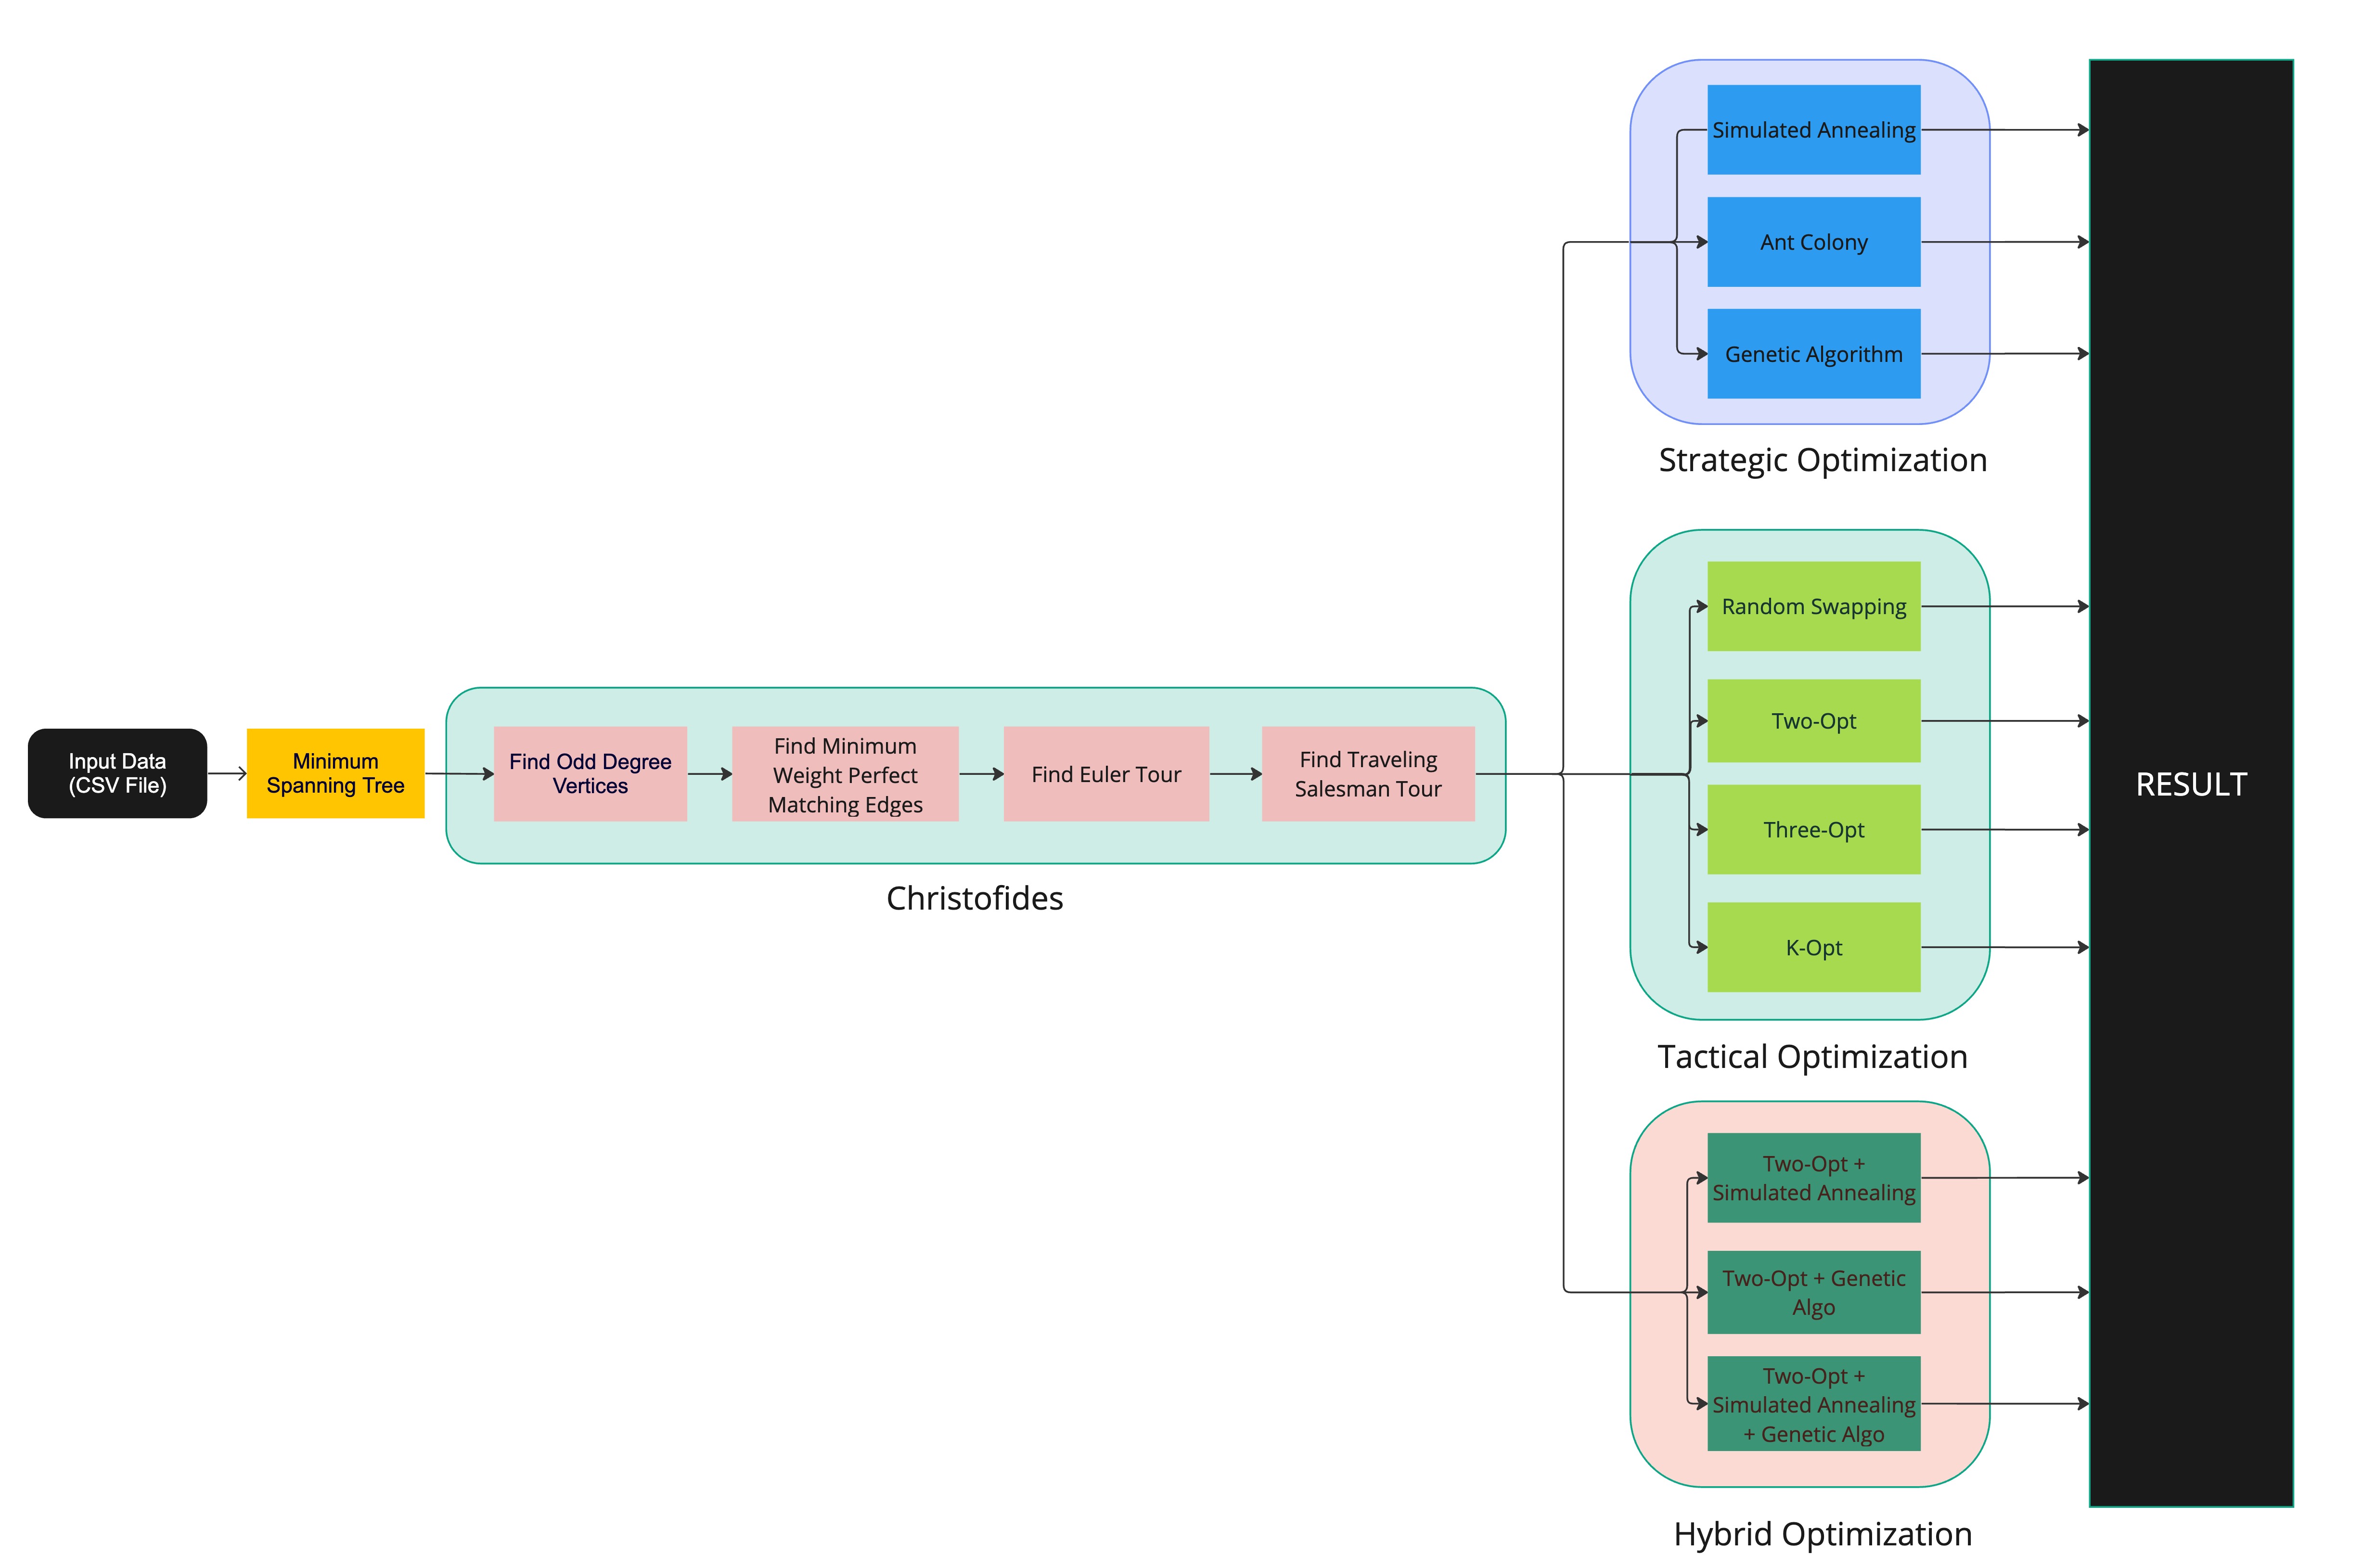 Input Data
(CSV File)
Minimum
Spanning Tree
Find Odd Degree
Vertices
Find Minimum
Weight Perfect
Matching Edges
Find Euler Tour
Find Traveling
Salesman Tour
Christofides
Simulated Annealing
Ant Colony
Genetic Algorithm
Strategic Optimization
Random Swapping
Two-Opt
Three-Opt
K-Opt
Tactical Optimization
Two-Opt +
Simulated Annealing
Two-Opt + Genetic
Algo
Two-Opt +
Simulated Annealing
+ Genetic Algo
Hybrid Optimization
RESULT